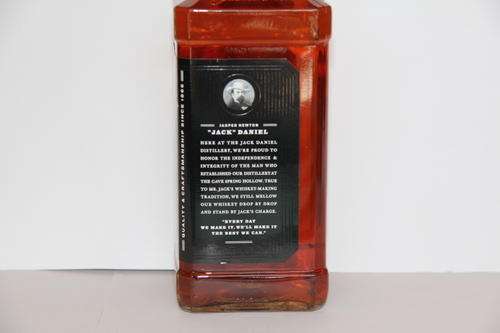 JASPER NEWTON
"JACK" DANIEL
HERE AT THE JACK DANIEL
DISTILLERY, WE'RE PROUD TO
HONOR THE INDEPENDENCE &
INTEGRITY OF THE MAN WHO
ESTABLISHED OUR DISTILLERY AT
THE CAVE SPRING HOLLOW. TRUE
TO MR. JACK'S WHISKEY-MAKING
TRADITION, WE STILL MELLOW
OUR WHISKEY DROP BY DROP
AND STAND BY JACK'S CHARGE.
"EVERY DAY
WE MAKE IT, WE'LL MAKE IT
THE BEST WE CAN."
QUALITY & CRAFTSMANSHIP SINCE 1866